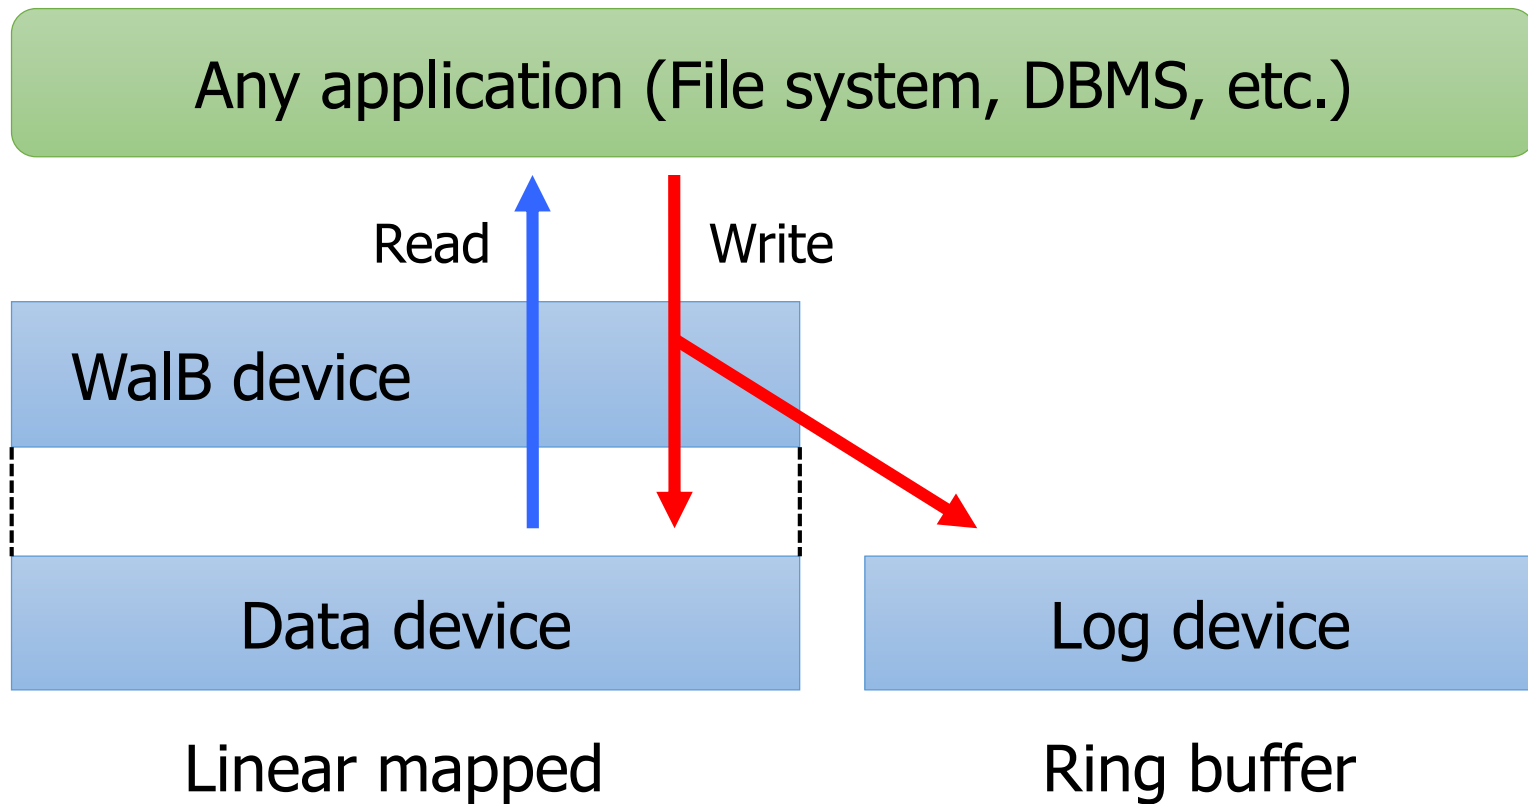 Any application (File system, DBMS, etc.)
Read
Write
WalB device
Data device
Log device
Linear mapped
Ring buffer